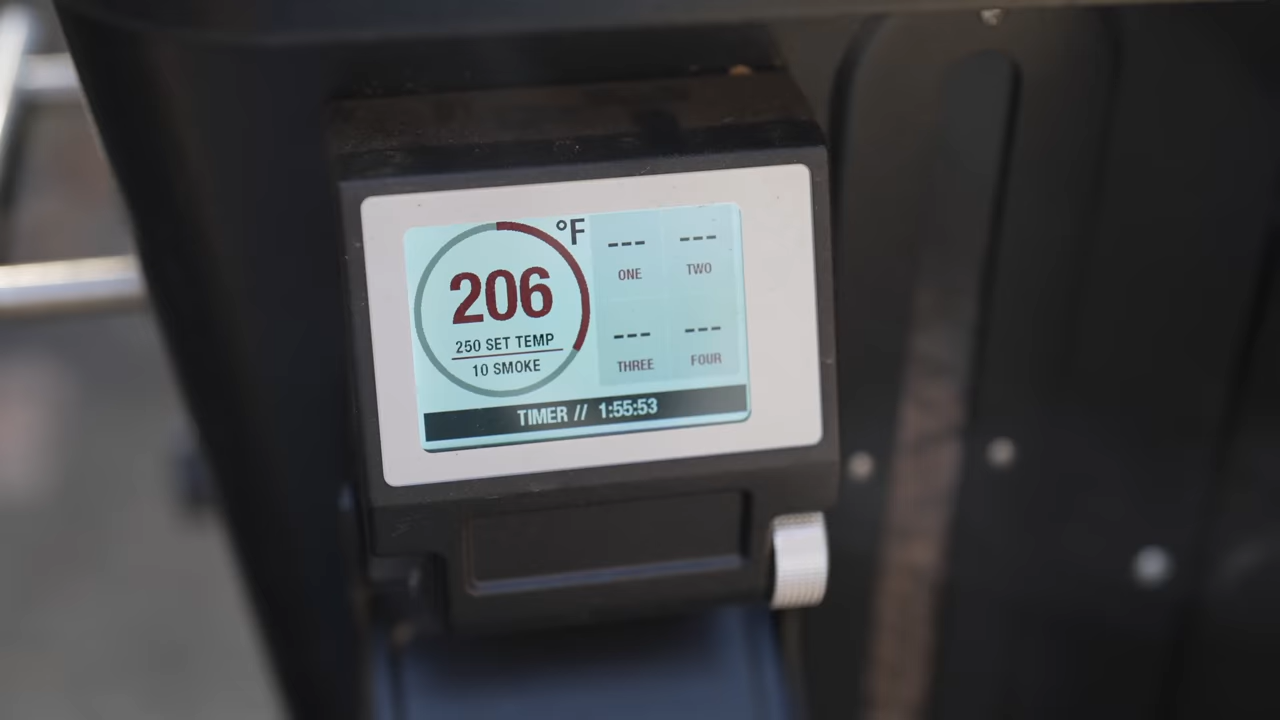 206
°F
250 SET TEMP
10 SMOKE
---
ONE
---
TWO
---
THREE
---
FOUR
TIMER // 1:55:53